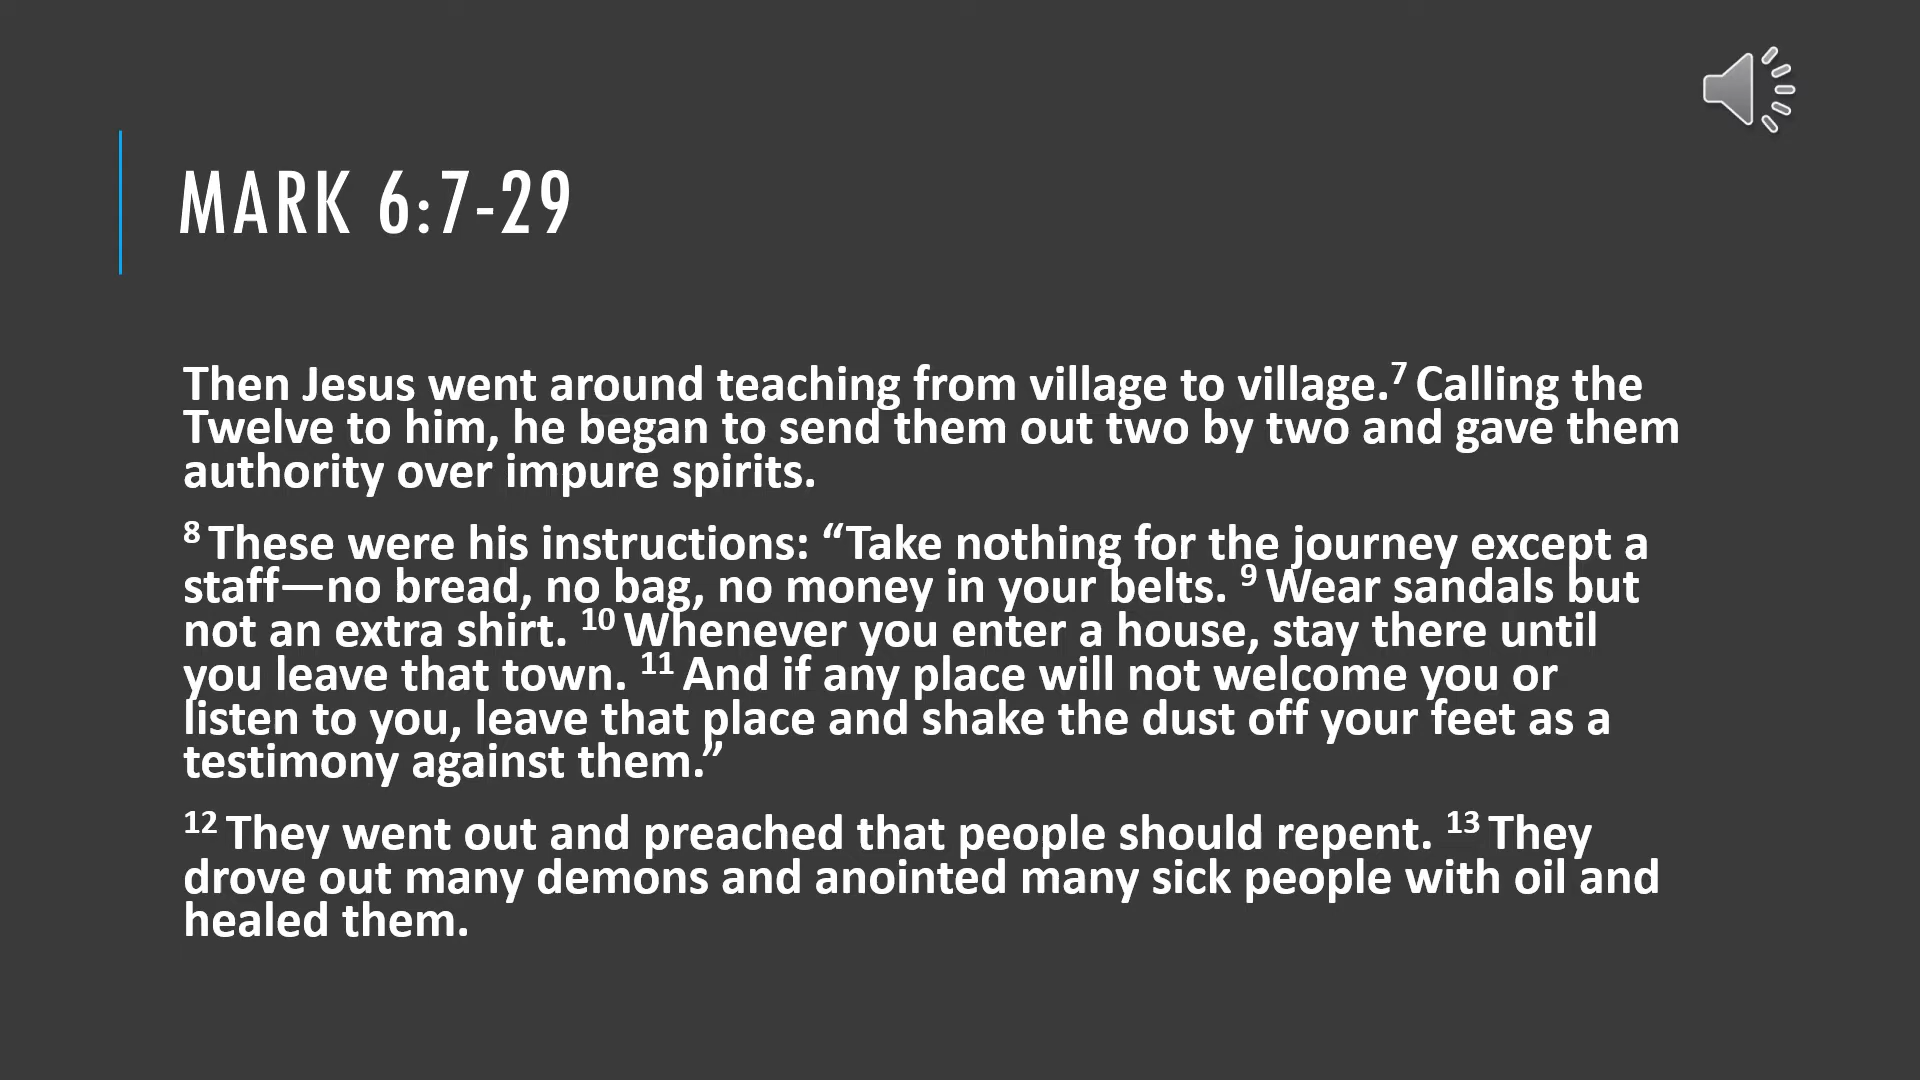 MARK 6:7-29
Then Jesus went around teaching from village to village.⁷ Calling the
Twelve to him, he began to send them out two by two and gave them
authority over impure spirits.
⁸ These were his instructions: “Take nothing for the journey except a
staff—no bread, no bag, no money in your belts. ⁹ Wear sandals but
not an extra shirt. ¹⁰ Whenever you enter a house, stay there until
you leave that town. ¹¹ And if any place will not welcome you or
listen to you, leave that place and shake the dust off your feet as a
testimony against them.”
¹² They went out and preached that people should repent. ¹³ They
drove out many demons and anointed many sick people with oil and
healed them.